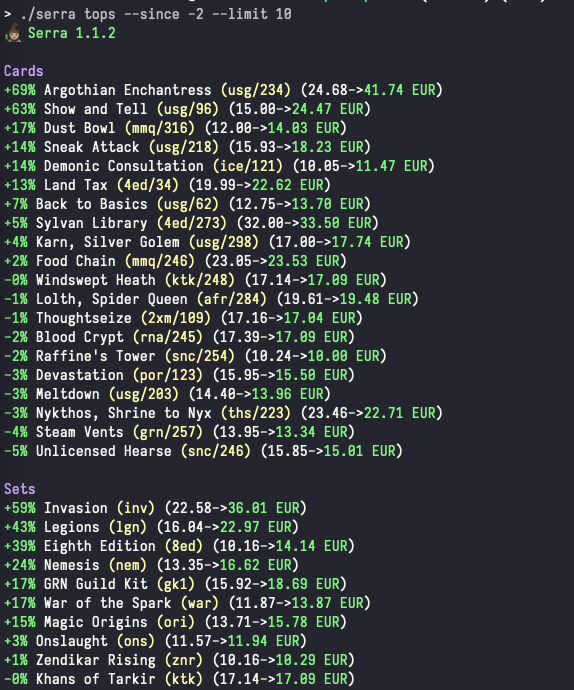 > ./serra tops --since -2 --limit 10
Serra 1.1.2
Cards
+69% Argothian Enchantress (usg/234) (24.68->41.74 EUR)
+63% Show and Tell (usg/96) (15.00->24.47 EUR)
+17% Dust Bowl (mmq/316) (12.00->14.03 EUR)
+14% Sneak Attack (usg/218) (15.93->18.23 EUR)
+14% Demonic Consultation (ice/121) (10.05->11.47 EUR)
+13% Land Tax (4ed/34) (19.99->22.62 EUR)
+7% Back to Basics (usg/62) (12.75->13.70 EUR)
+5% Sylvan Library (4ed/273) (32.00->33.50 EUR)
+4% Karn, Silver Golem (usg/298) (17.00->17.74 EUR)
+2% Food Chain (mmq/246) (23.05->23.53 EUR)
-0% Windswept Heath (ktk/248) (17.14->17.09 EUR)
-1% Lolth, Spider Queen (afr/284) (19.61->19.48 EUR)
-1% Thoughtseize (2xm/109) (17.16->17.04 EUR)
-2% Blood Crypt (rna/245) (17.39->17.09 EUR)
-2% Raffine's Tower (snc/254) (10.24->10.00 EUR)
-3% Devastation (por/123) (15.95->15.50 EUR)
-3% Meltdown (usg/203) (14.40->13.96 EUR)
-3% Nykthos, Shrine to Nyx (ths/223) (23.46->22.71 EUR)
-4% Steam Vents (grn/257) (13.95->13.34 EUR)
-5% Unlicensed Hearse (snc/246) (15.85->15.01 EUR)
Sets
+59% Invasion (inv) (22.58->36.01 EUR)
+43% Legions (lgn) (16.04->22.97 EUR)
+39% Eighth Edition (8ed) (10.16->14.14 EUR)
+24% Nemesis (nem) (13.35->16.62 EUR)
+17% GRN Guild Kit (gk1) (15.92->18.69 EUR)
+17% War of the Spark (war) (11.87->13.87 EUR)
+15% Magic Origins (ori) (13.71->15.78 EUR)
+3% Onslaught (ons) (11.57->11.94 EUR)
+1% Zendikar Rising (znr) (10.16->10.29 EUR)
-0% Khans of Tarkir (ktk) (17.14->17.09 EUR)